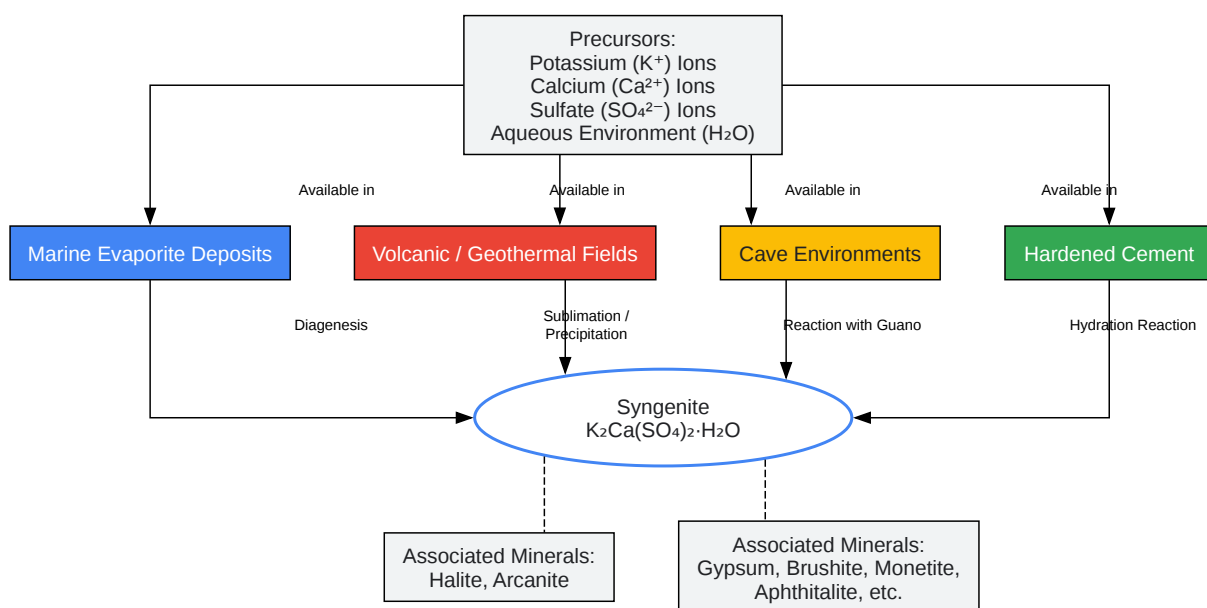 Precursors:
Potassium (K⁺) Ions
Calcium (Ca²⁺) Ions
Sulfate (SO₄²⁻) Ions
Aqueous Environment (H₂O)
Available in
Available in
Available in
Available in
Marine Evaporite Deposits
Volcanic / Geothermal Fields
Cave Environments
Hardened Cement
Diagenesis
Sublimation /
Precipitation
Reaction with Guano
Hydration Reaction
Syngenite
K₂Ca(SO₄)₂·H₂O
Associated Minerals:
Halite, Arcanite
Associated Minerals:
Gypsum, Brushite, Monetite,
Aphthitalite, etc.